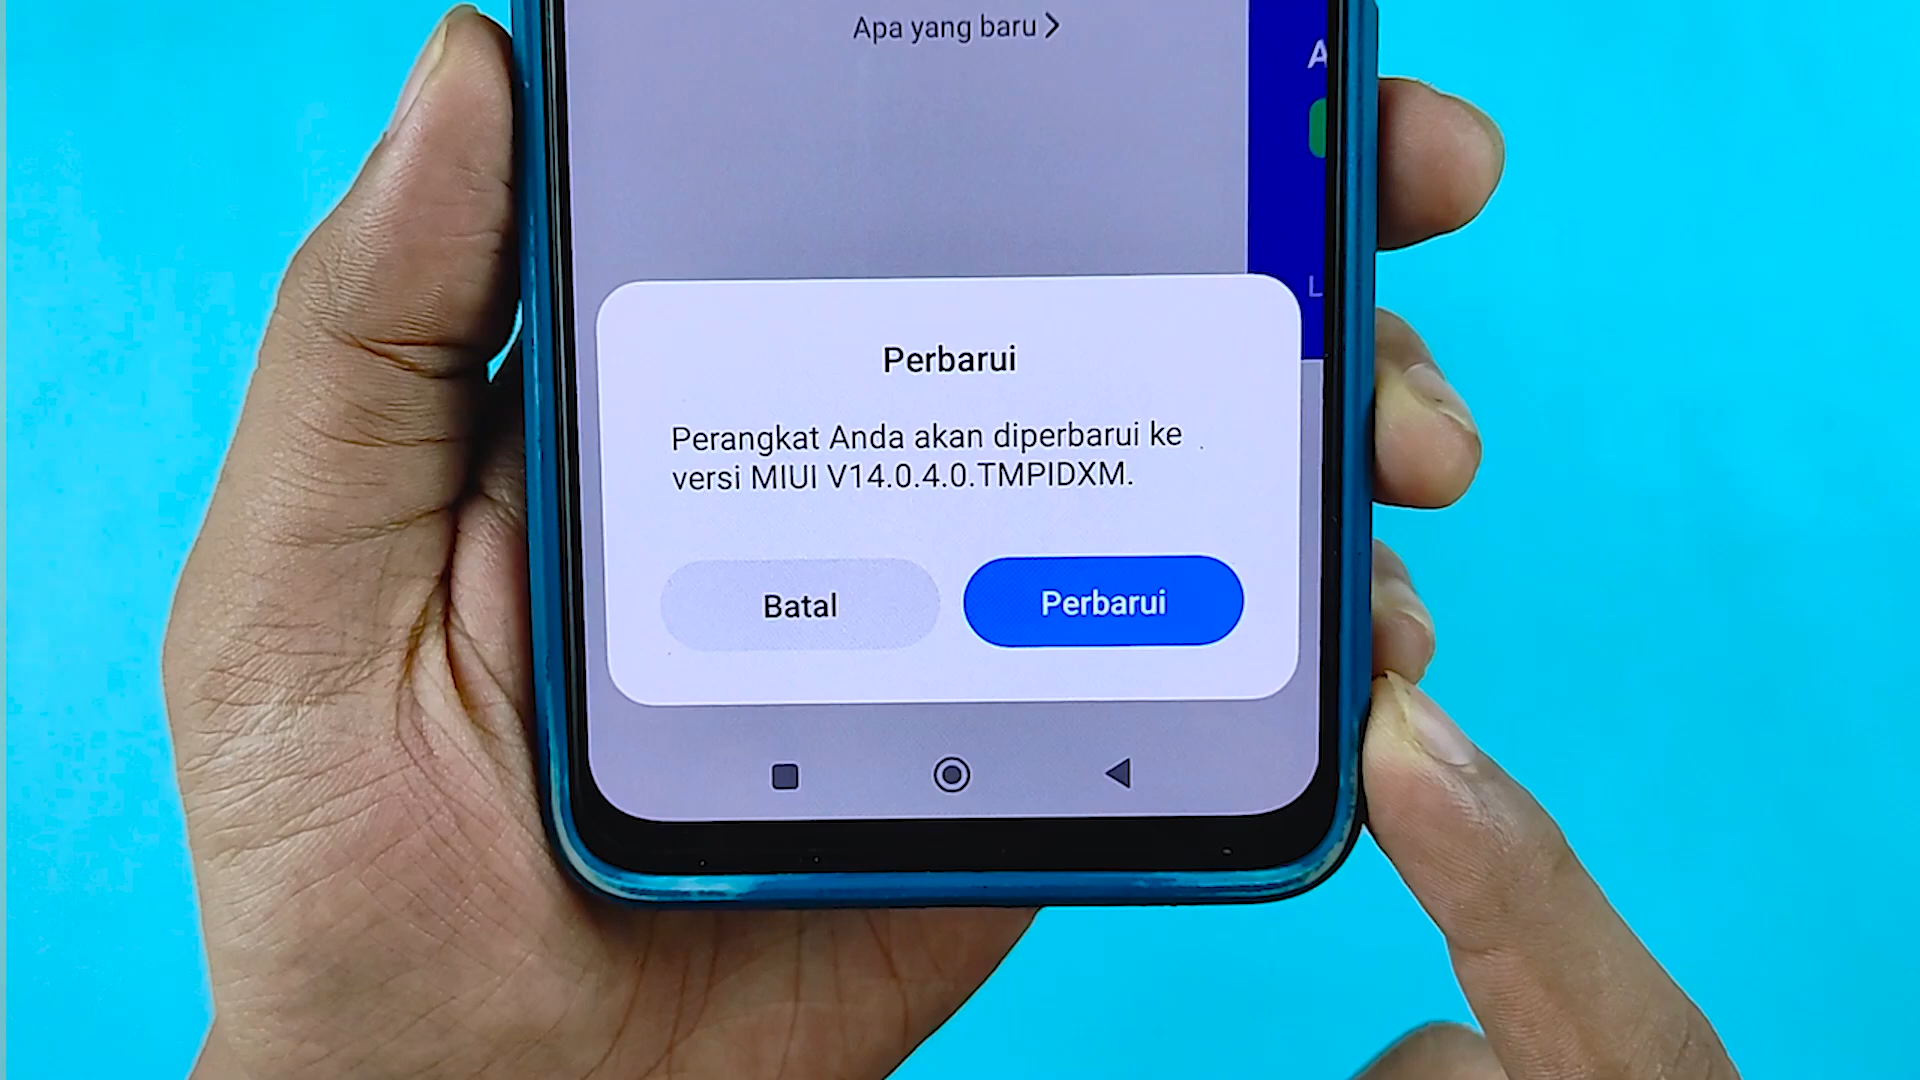 Apa yang baru >
A
L
Perbarui
Perangkat Anda akan diperbarui ke
versi MIUI V14.0.4.0.TMPIDXM.
Batal
Perbarui